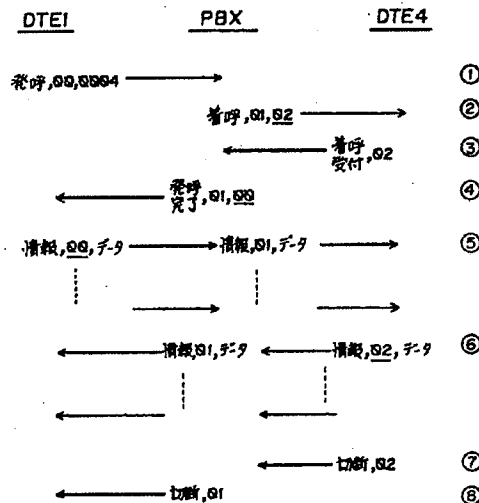 DTE1 PBX DTE4
発呼,00,0004 ①
着呼,01,02 ②
着呼
受付,02 ③
発呼
完了,01,00 ④
情報,00,データ 情報,01,データ ⑤
情報,01,データ 情報,02,データ ⑥
切断,02 ⑦
切断,01 ⑧